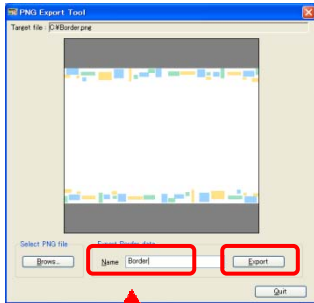 PNG Export Tool
Target file : C:¥Border.png
Select PNG file
Export Border data
Brows...
Name Border
Export
Quit